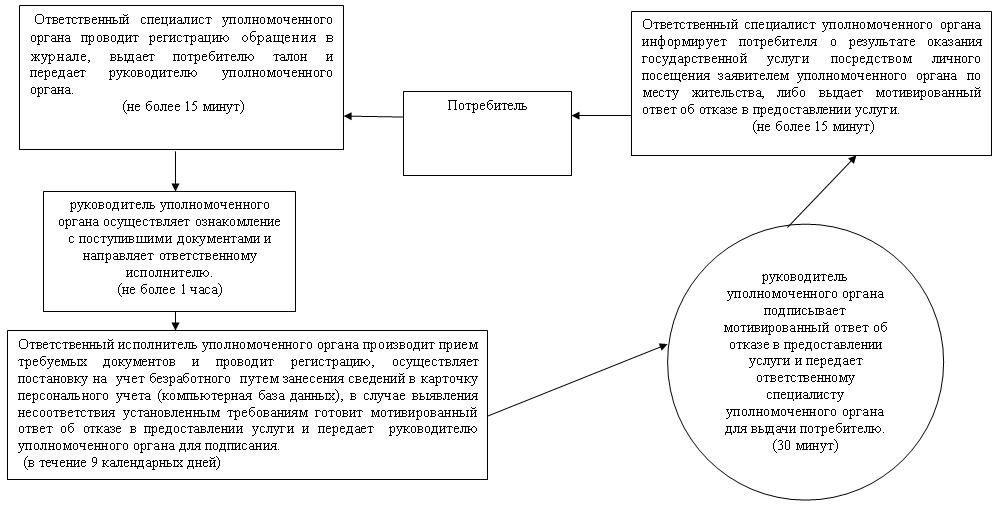 Ответственный специалист уполномоченного
органа проводит регистрацию обращения в
журнале, выдает потребителю талон и
передает руководителю уполномоченного
органа.
(не более 15 минут)
Потребитель
Ответственный специалист уполномоченного органа
информирует потребителя о результате оказания
государственной услуги посредством личного
посещения заявителем уполномоченного органа по
месту жительства, либо выдает мотивированный
ответ об отказе в предоставлении услуги.
(не более 15 минут)
руководитель уполномоченного
органа осуществляет ознакомление
с поступившими документами и
направляет ответственному
исполнителю.
(не более 1 часа)
Ответственный исполнитель уполномоченного органа производит прием
требуемых документов и проводит регистрацию, осуществляет
постановку на учет безработного путем занесения сведений в карточку
персонального учета (компьютерная база данных), в случае выявления
несоответствия установленным требованиям готовит мотивированный
ответ об отказе в предоставлении услуги и передает руководителю
уполномоченного органа для подписания.
(в течение 9 календарных дней)
руководитель
уполномоченного органа
подписывает
мотивированный ответ об
отказе в предоставлении
услуги и передает
ответственному
специалисту
уполномоченного органа
для выдачи потребителю.
(30 минут)